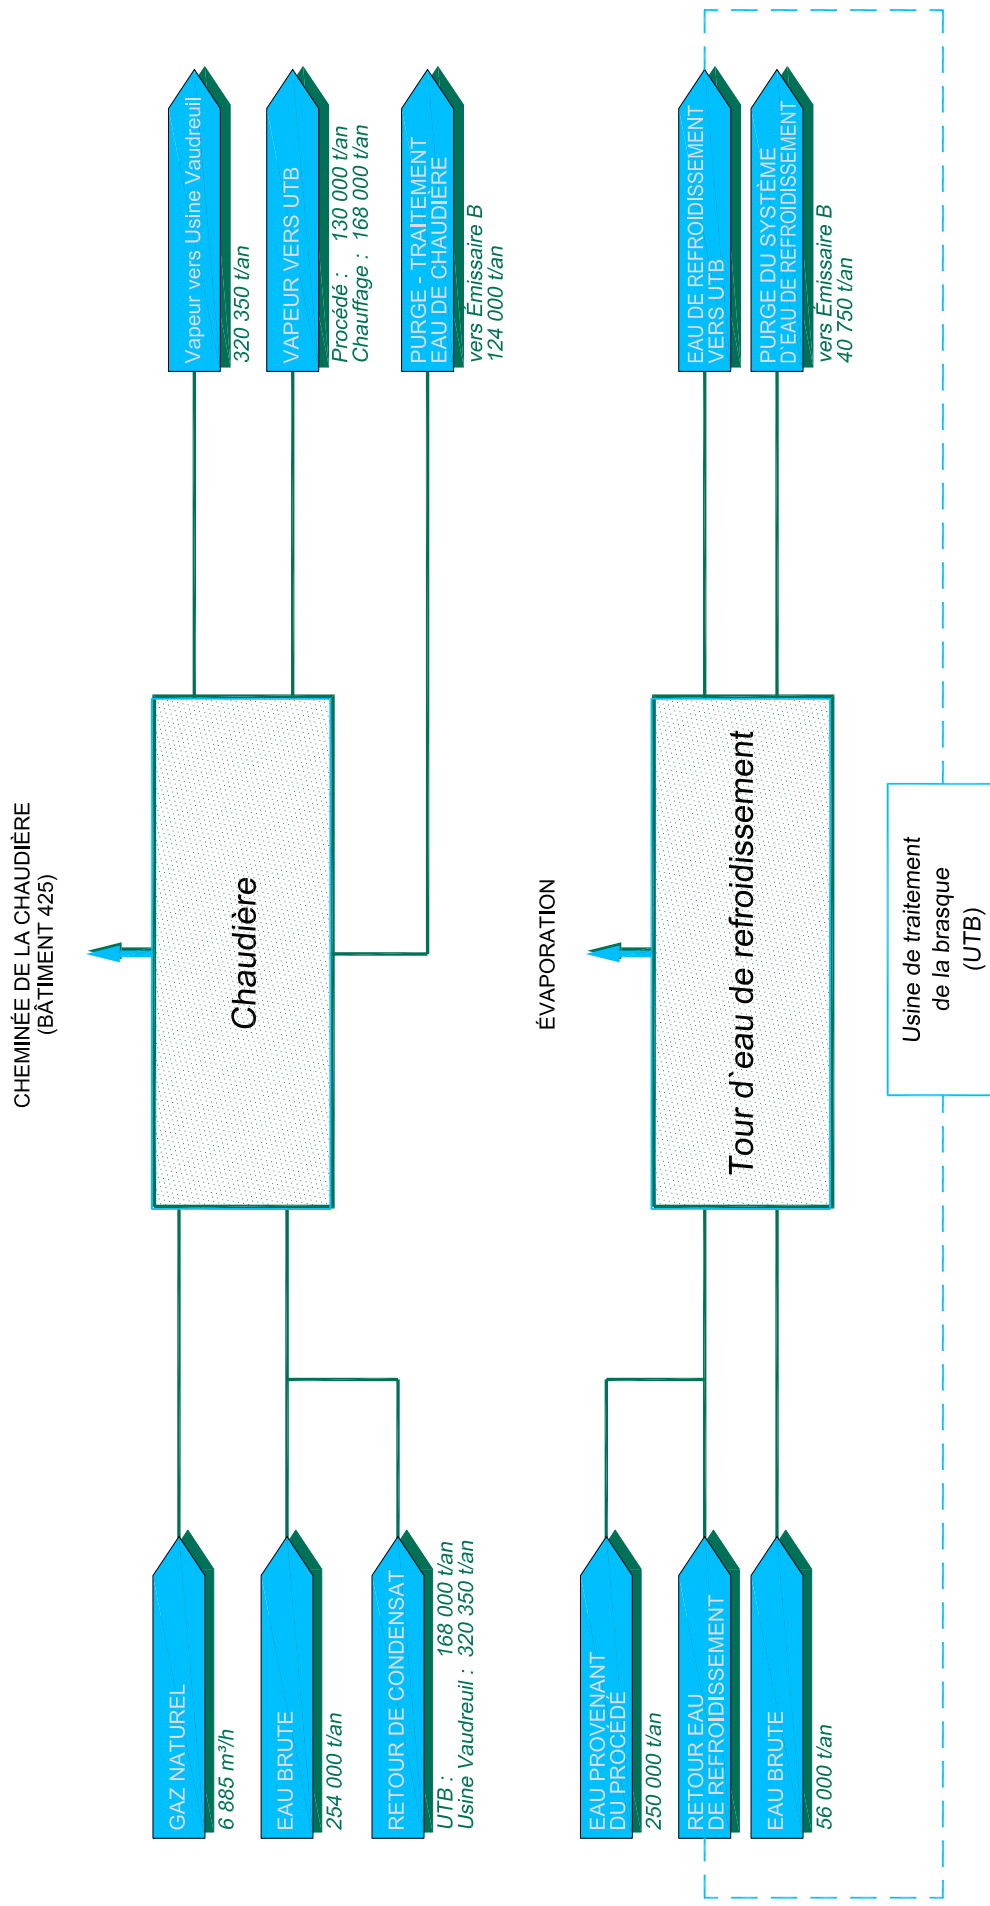 CHEMINÉE DE LA CHAUDIÈRE
(BÂTIMENT 425)
GAZ NATUREL
6 885 m³/h
EAU BRUTE
254 000 t/an
RETOUR DE CONDENSAT
UTB : 168 000 t/an
Usine Vaudreuil : 320 350 t/an
Chaudière
Vapeur vers Usine Vaudreuil
320 350 t/an
VAPEUR VERS UTB
Procédé : 130 000 t/an
Chauffage : 168 000 t/an
PURGE - TRAITEMENT
EAU DE CHAUDIÈRE
vers Émissaire B
124 000 t/an
ÉVAPORATION
EAU PROVENANT
DU PROCÉDÉ
250 000 t/an
RETOUR EAU
DE REFROIDISSEMENT
EAU BRUTE
56 000 t/an
Tour d`eau de refroidissement
EAU DE REFROIDISSEMENT
VERS UTB
PURGE DU SYSTÈME
D'EAU DE REFROIDISSEMENT
vers Émissaire B
40 750 t/an
Usine de traitement
de la brasque
(UTB)